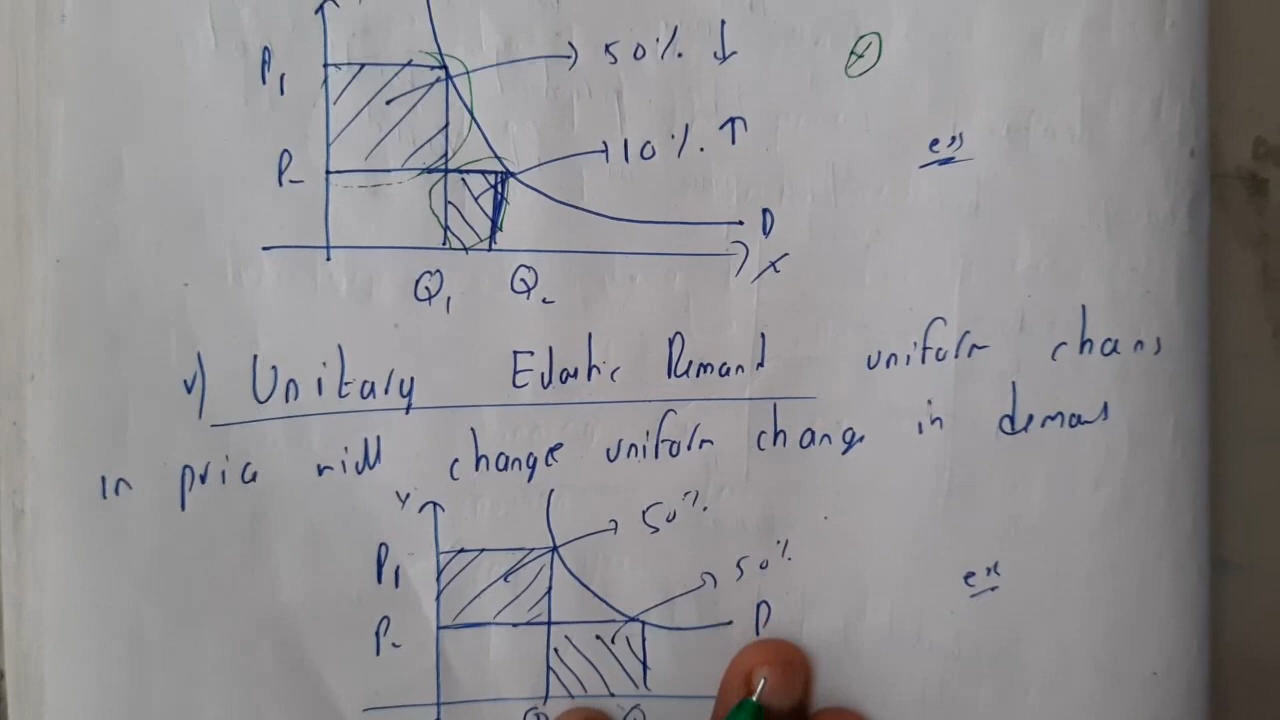 P₁ 50% ↓
ex
10% ↑
P₂
D
X
Q₁ Q₂
v) Unitary Elastic Demand uniform
in price will change uniform change in demand
Y
50%
P₁
50%
ex
P₂
D